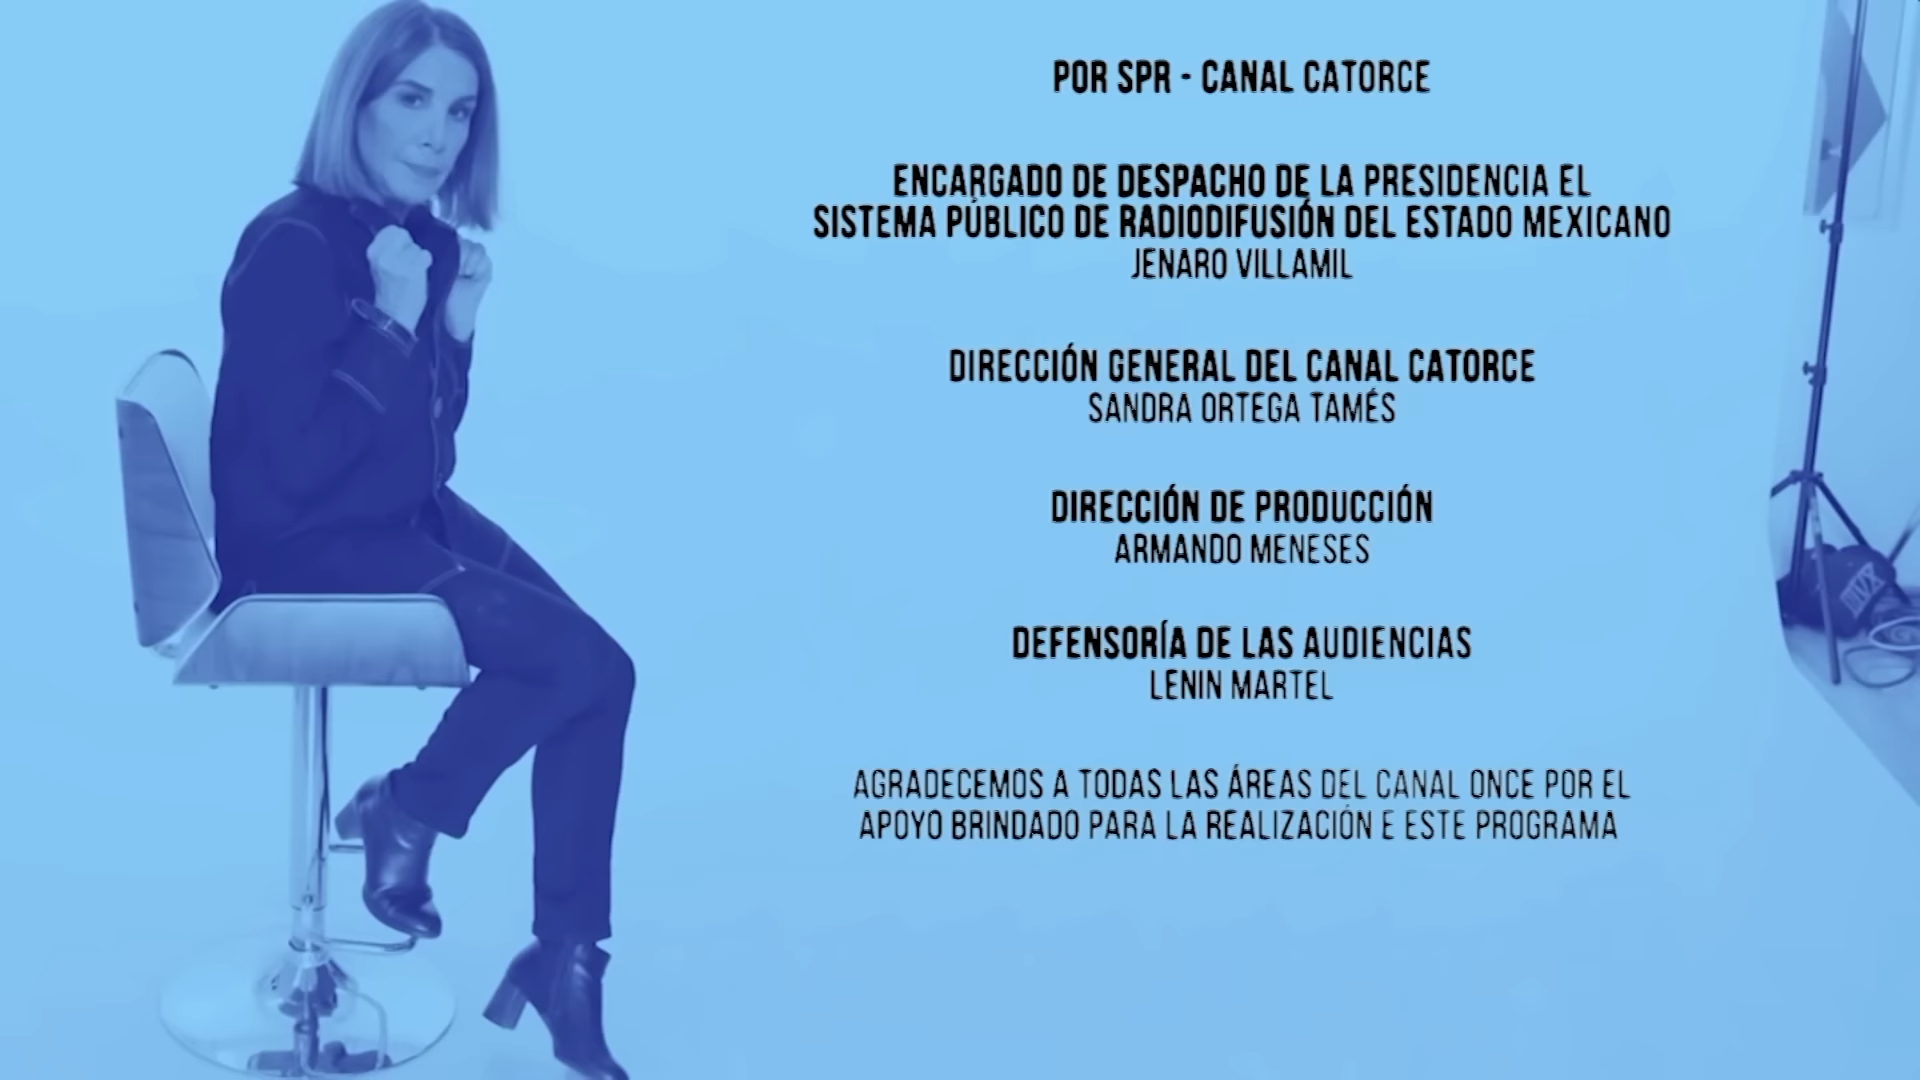 POR SPR - CANAL CATORCE
ENCARGADO DE DESPACHO DE LA PRESIDENCIA EL
SISTEMA PÚBLICO DE RADIODIFUSIÓN DEL ESTADO MEXICANO
JENARO VILLAMIL
DIRECCIÓN GENERAL DEL CANAL CATORCE
SANDRA ORTEGA TAMÉS
DIRECCIÓN DE PRODUCCIÓN
ARMANDO MENESES
DEFENSORÍA DE LAS AUDIENCIAS
LENIN MARTEL
AGRADECEMOS A TODAS LAS ÁREAS DEL CANAL ONCE POR EL
APOYO BRINDADO PARA LA REALIZACIÓN E ESTE PROGRAMA